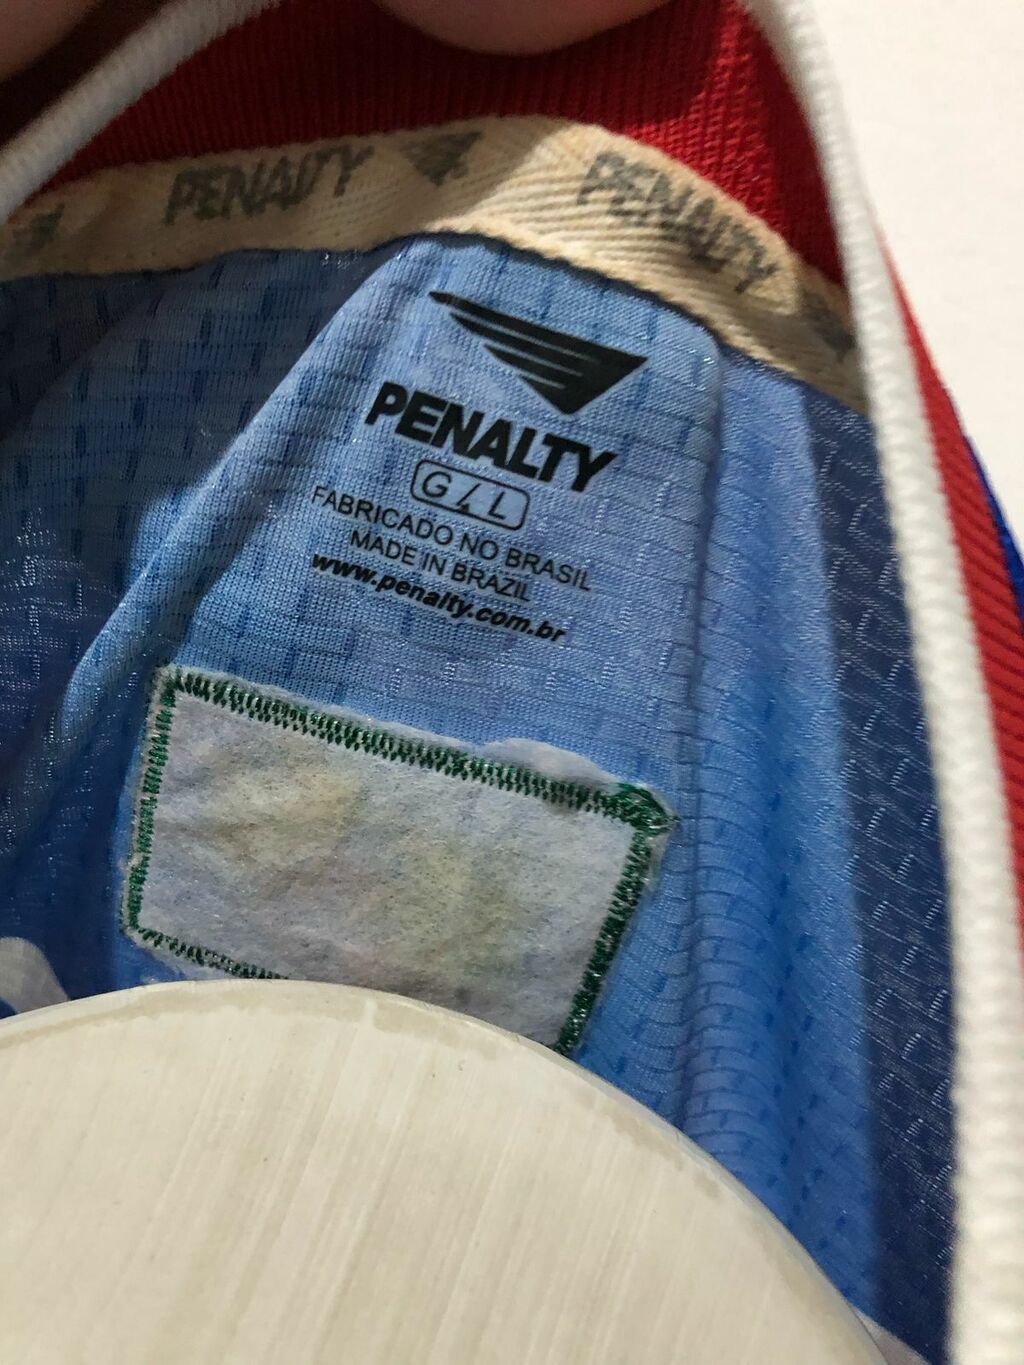 PENALTY PENALTY
PENALTY
G/L
FABRICADO NO BRASIL
MADE IN BRAZIL
www.penalty.com.br